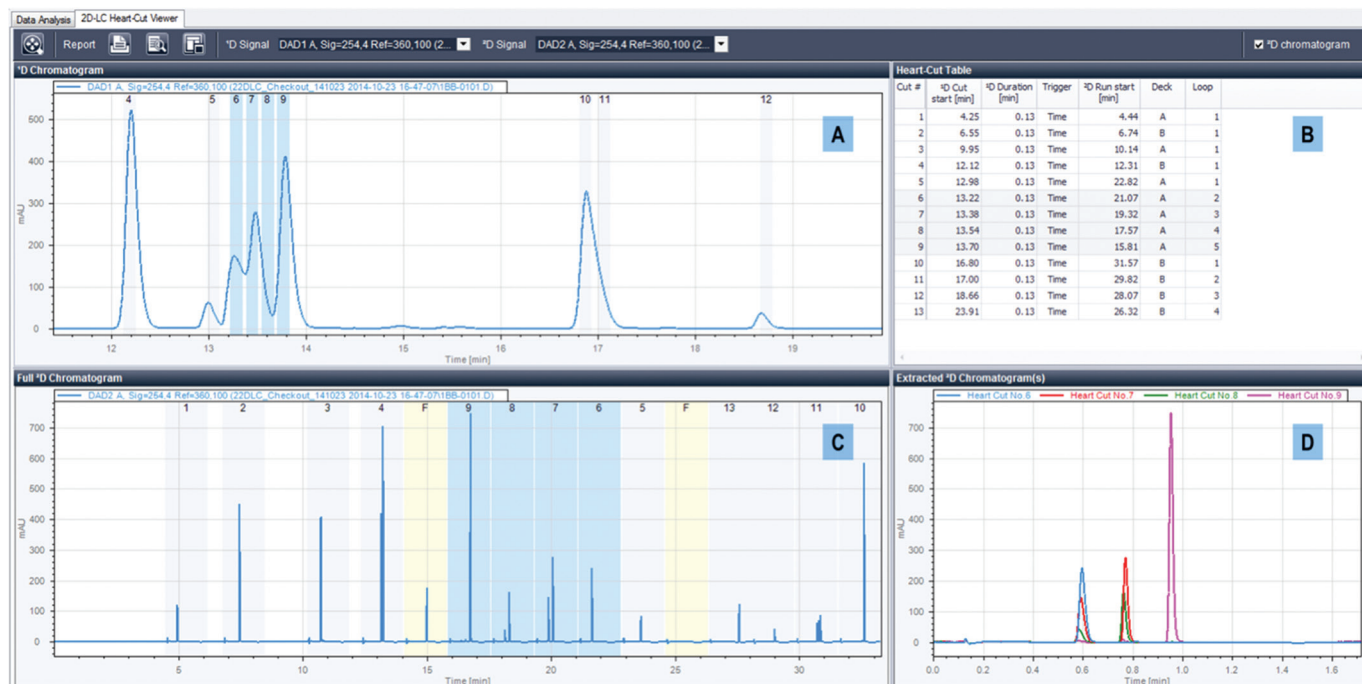 Data Analysis 2D-LC Heart-Cut Viewer
Report ¹D Signal DAD1 A, Sig=254,4 Ref=360,100 (2... ²D Signal DAD2 A, Sig=254,4 Ref=360,100 (2... ²D chromatogram
¹D Chromatogram
DAD1 A, Sig=254,4 Ref=360,100 (22DLC_Checkout_141023 2014-10-23 16-47-07\1BB-0101.D)
4 5 6 7 8 9 10 11 12
A
500
400
300
200
100
0
mAU
12 13 14 15 16 17 18 19
Time [min]
Heart-Cut Table
Cut # ²D Cut start [min] ²D Duration [min] Trigger ²D Run start [min] Deck Loop
1 4.25 0.13 Time 4.44 A 1
2 6.55 0.13 Time 6.74 B 1
3 9.95 0.13 Time 10.14 A 1
4 12.12 0.13 Time 12.31 B 1
5 12.98 0.13 Time 22.82 A 1
6 13.22 0.13 Time 21.07 A 2
7 13.38 0.13 Time 19.32 A 3
8 13.54 0.13 Time 17.57 A 4
9 13.70 0.13 Time 15.81 A 5
10 16.80 0.13 Time 31.57 B 1
11 17.00 0.13 Time 29.82 B 2
12 18.66 0.13 Time 28.07 B 3
13 23.91 0.13 Time 26.32 B 4
B
Full ²D Chromatogram
DAD2 A, Sig=254,4 Ref=360,100 (22DLC_Checkout_141023 2014-10-23 16-47-07\1BB-0101.D)
1 2 3 4 F 9 8 7 6 5 F 13 12 11 10
C
700
600
500
400
300
200
100
0
mAU
5 10 15 20 25 30
Time [min]
Extracted ²D Chromatogram(s)
Heart Cut No.6 Heart Cut No.7 Heart Cut No.8 Heart Cut No.9
D
700
600
500
400
300
200
100
0
mAU
0.0 0.2 0.4 0.6 0.8 1.0 1.2 1.4 1.6
Time [min]